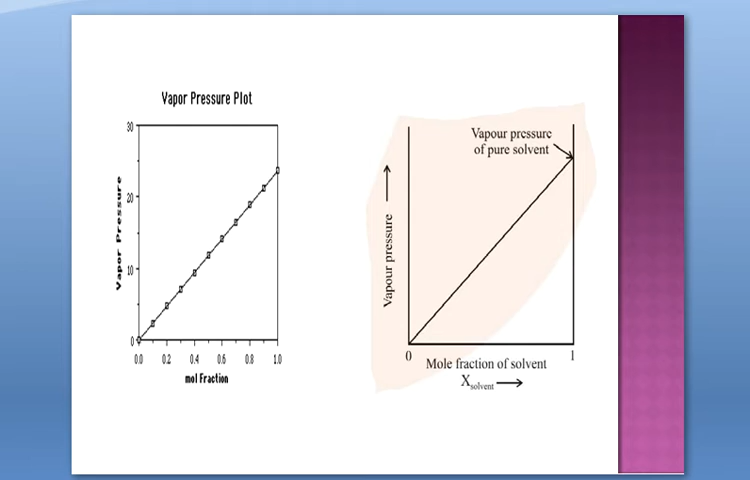 Vapor Pressure Plot
30
20
10
0
Vapor Pressure
0.0 0.2 0.4 0.6 0.8 1.0
mol Fraction
Vapour pressure
of pure solvent
Vapour pressure
0 1
Mole fraction of solvent
Xsolvent